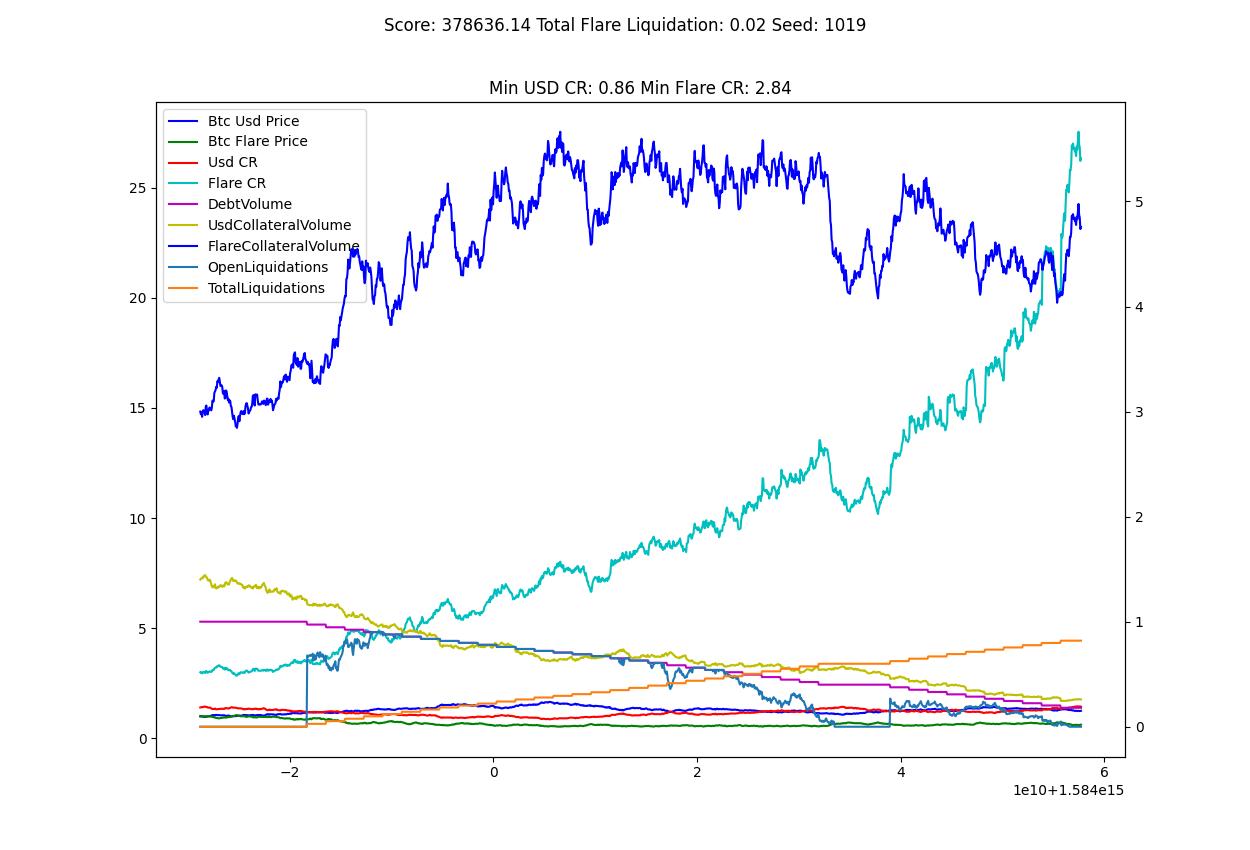 Score: 378636.14 Total Flare Liquidation: 0.02 Seed: 1019
Min USD CR: 0.86 Min Flare CR: 2.84
Btc Usd Price
Btc Flare Price
Usd CR
Flare CR
DebtVolume
UsdCollateralVolume
FlareCollateralVolume
OpenLiquidations
TotalLiquidations
25
20
15
10
5
0
5
4
3
2
1
0
−2
0
2
4
6
1e10+1.584e15